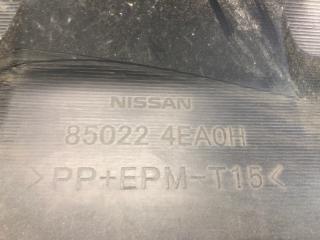 NISSAN
85022 4EA0H
>PP+EPM-T15<